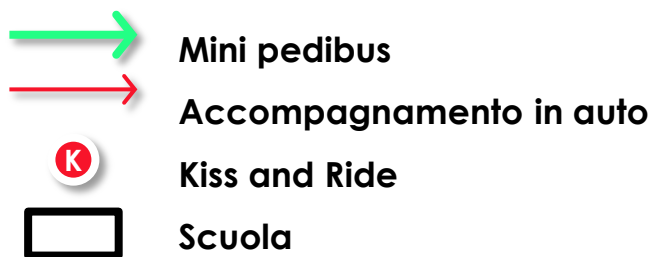 Mini pedibus
Accompagnamento in auto
K
Kiss and Ride
Scuola